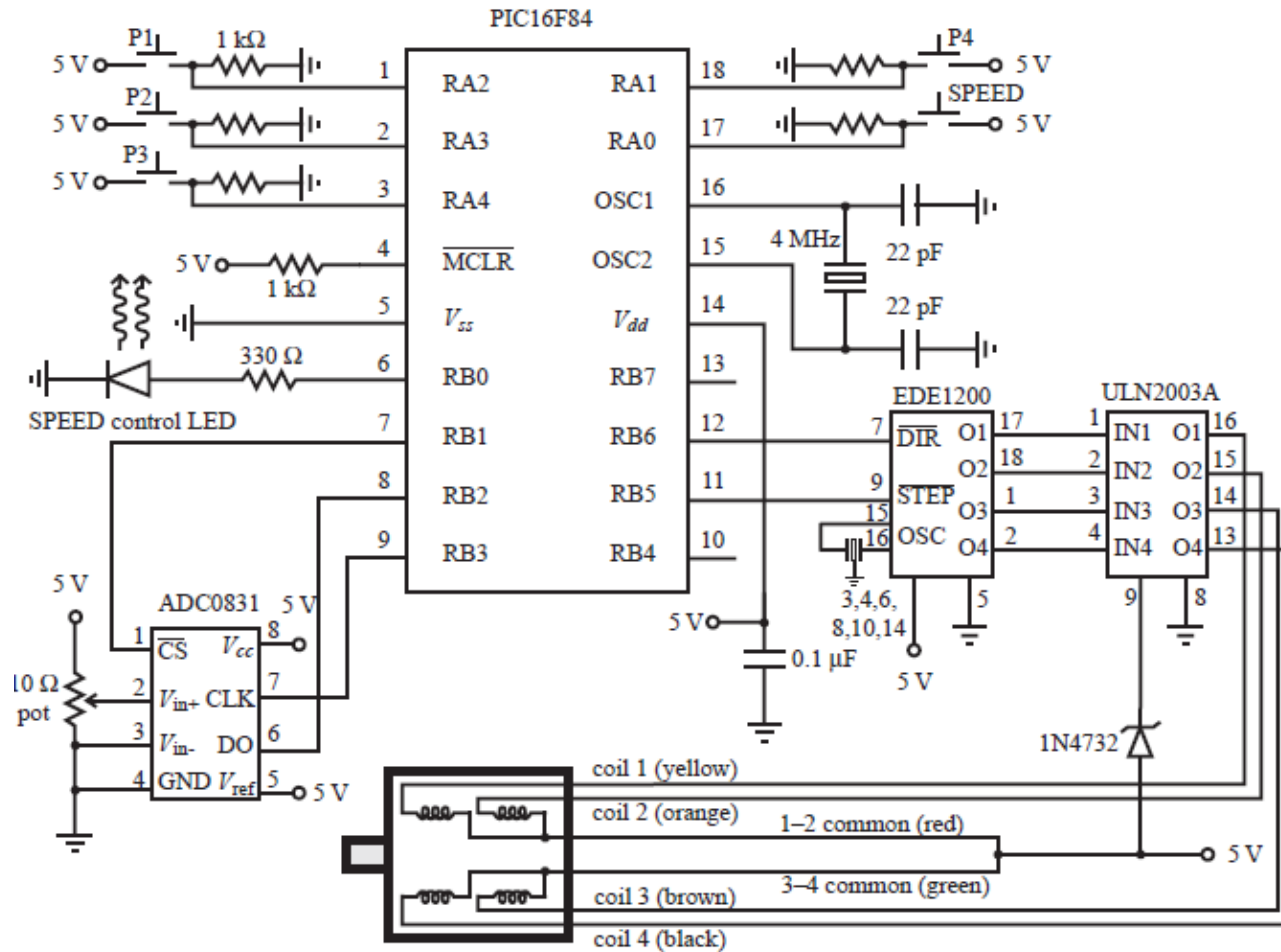 PIC16F84
P1
1 kΩ
5 V
1
RA2
RA1
18
P4
5 V
P2
5 V
2
RA3
RA0
17
SPEED
5 V
P3
5 V
3
RA4
OSC1
16
5 V
1 kΩ
4
MCLR
OSC2
15
4 MHz
22 pF
22 pF
5
Vss
Vdd
14
330 Ω
6
RB0
RB7
13
SPEED control LED
7
RB1
RB6
12
8
RB2
RB5
11
9
RB3
RB4
10
EDE1200
7
DIR
O1
17
O2
18
9
STEP
O3
1
15
16
OSC
O4
2
3,4,6,
8,10,14
5
5 V
ULN2003A
1
IN1
O1
16
2
IN2
O2
15
3
IN3
O3
14
4
IN4
O4
13
9
8
5 V
0.1 µF
5 V
ADC0831
5 V
1
CS
Vcc
8
10 Ω
pot
2
Vin+
CLK
7
3
Vin-
DO
6
4
GND
Vref
5
5 V
1N4732
coil 1 (yellow)
coil 2 (orange)
1–2 common (red)
5 V
3–4 common (green)
coil 3 (brown)
coil 4 (black)